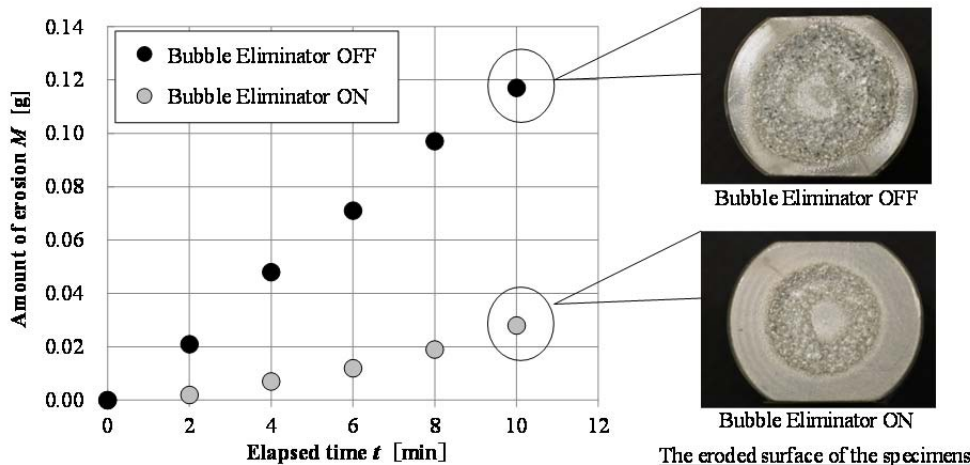 Amount of erosion M [g]
0.14
0.12
0.10
0.08
0.06
0.04
0.02
0.00
Bubble Eliminator OFF
Bubble Eliminator ON
0 2 4 6 8 10 12
Elapsed time t [min]
Bubble Eliminator OFF
Bubble Eliminator ON
The eroded surface of the specimens